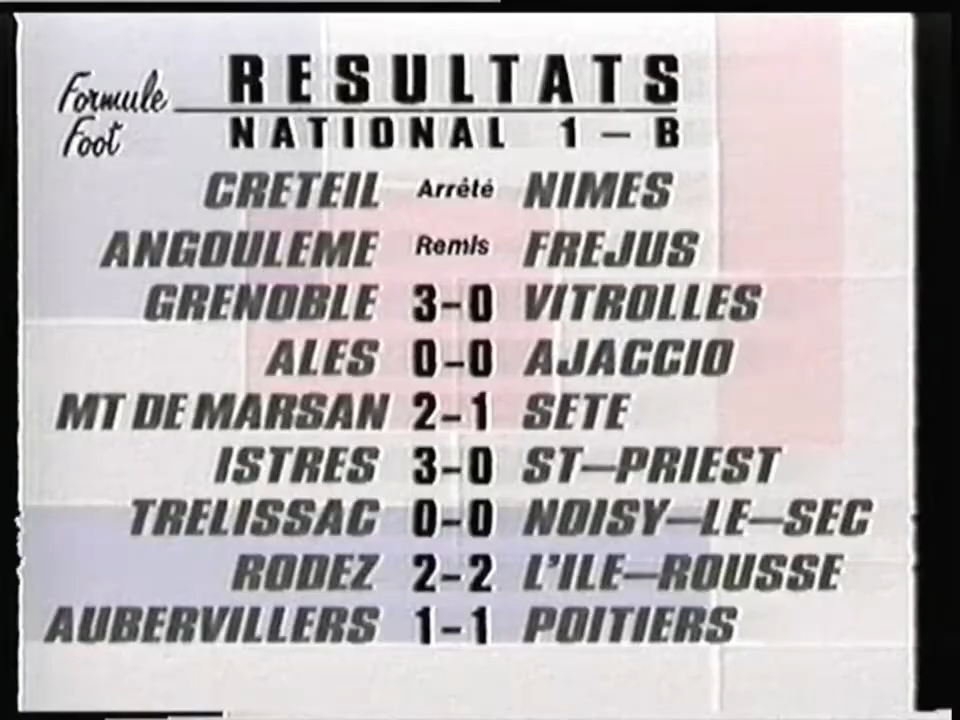 Formule Foot
RESULTATS
NATIONAL 1 – B
CRETEIL Arrêté NIMES
ANGOULEME Remis FREJUS
GRENOBLE 3-0 VITROLLES
ALES 0-0 AJACCIO
MT DE MARSAN 2-1 SETE
ISTRES 3-0 ST–PRIEST
TRELISSAC 0-0 NOISY–LE–SEC
RODEZ 2-2 L'ILE–ROUSSE
AUBERVILLERS 1-1 POITIERS